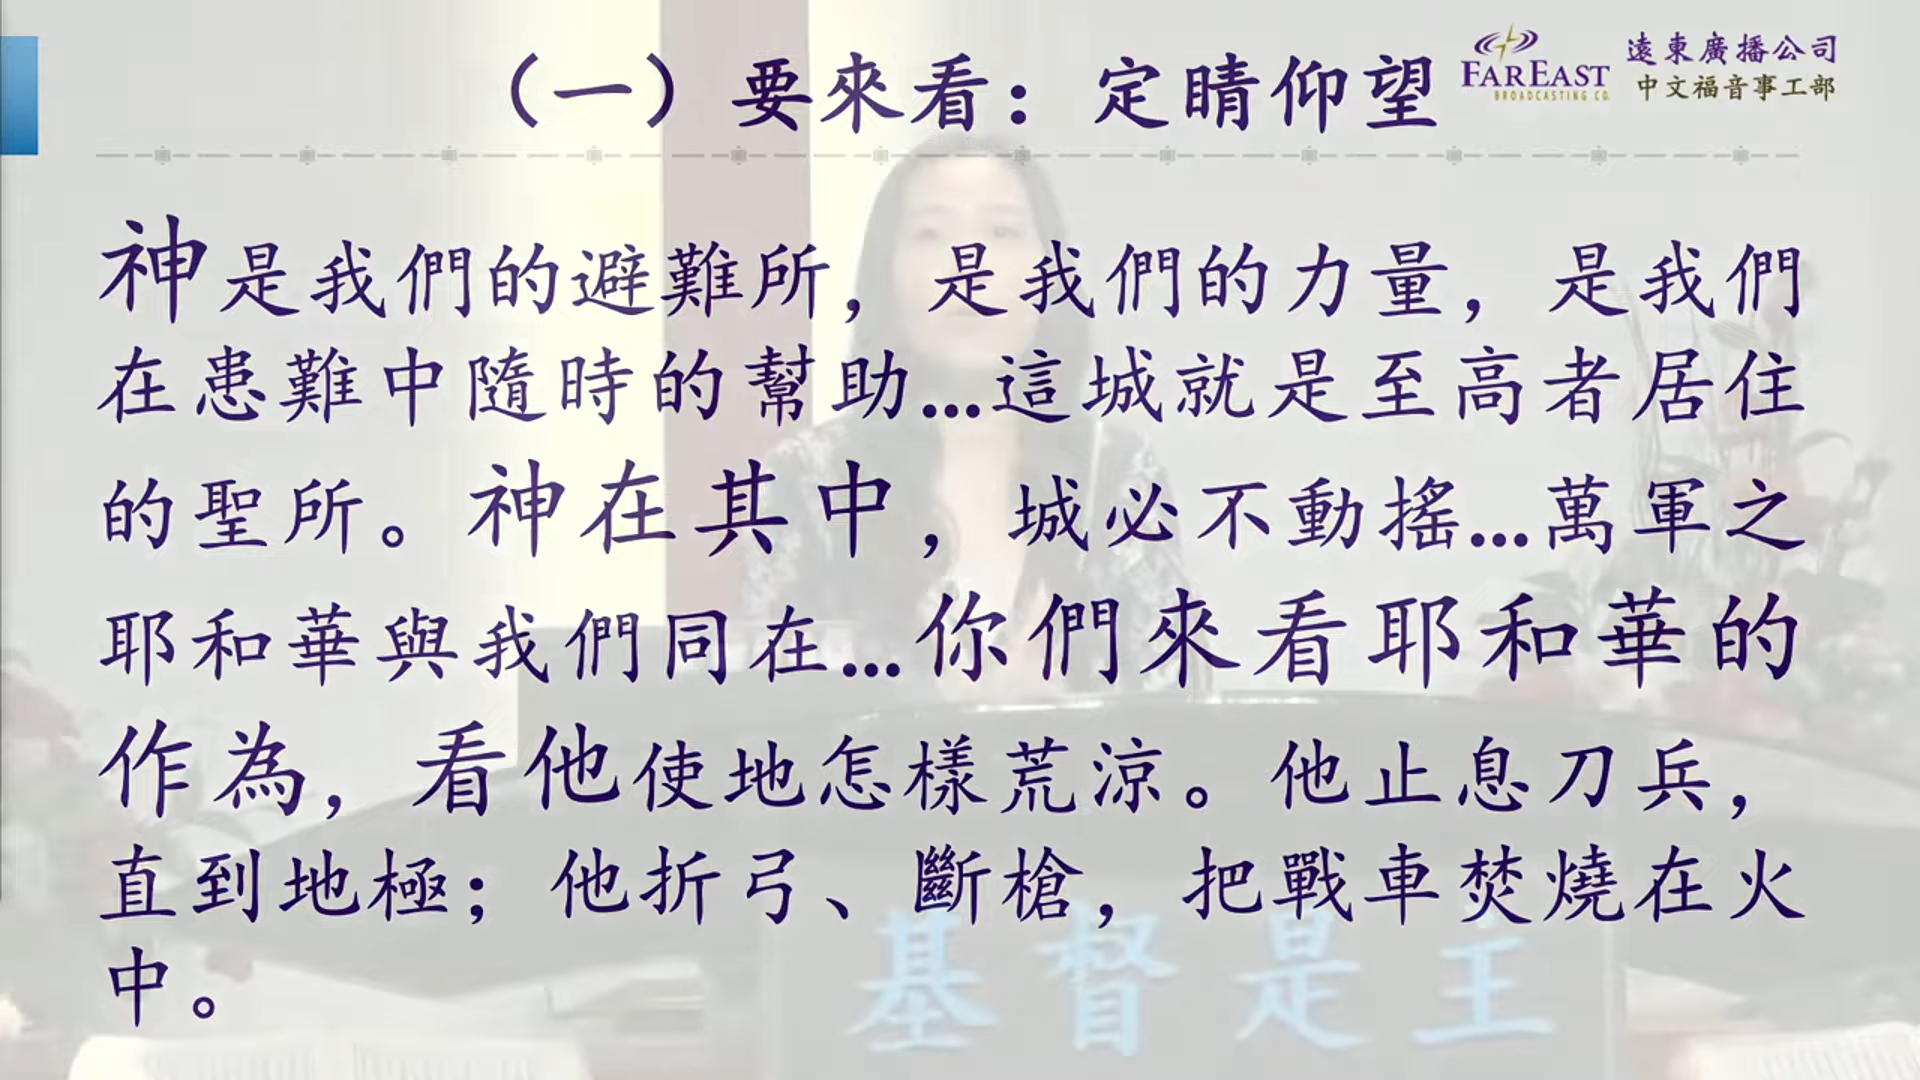 （一）要來看：定睛仰望
FAREAST
BROADCASTING CO.
遠東廣播公司
中文福音事工部
神是我們的避難所，是我們的力量，是我們
在患難中隨時的幫助...這城就是至高者居住
的聖所。神在其中，城必不動搖...萬軍之
耶和華與我們同在...你們來看耶和華的
作為，看他使地怎樣荒涼。他止息刀兵，
直到地極；他折弓、斷槍，把戰車焚燒在火
中。
基督是主